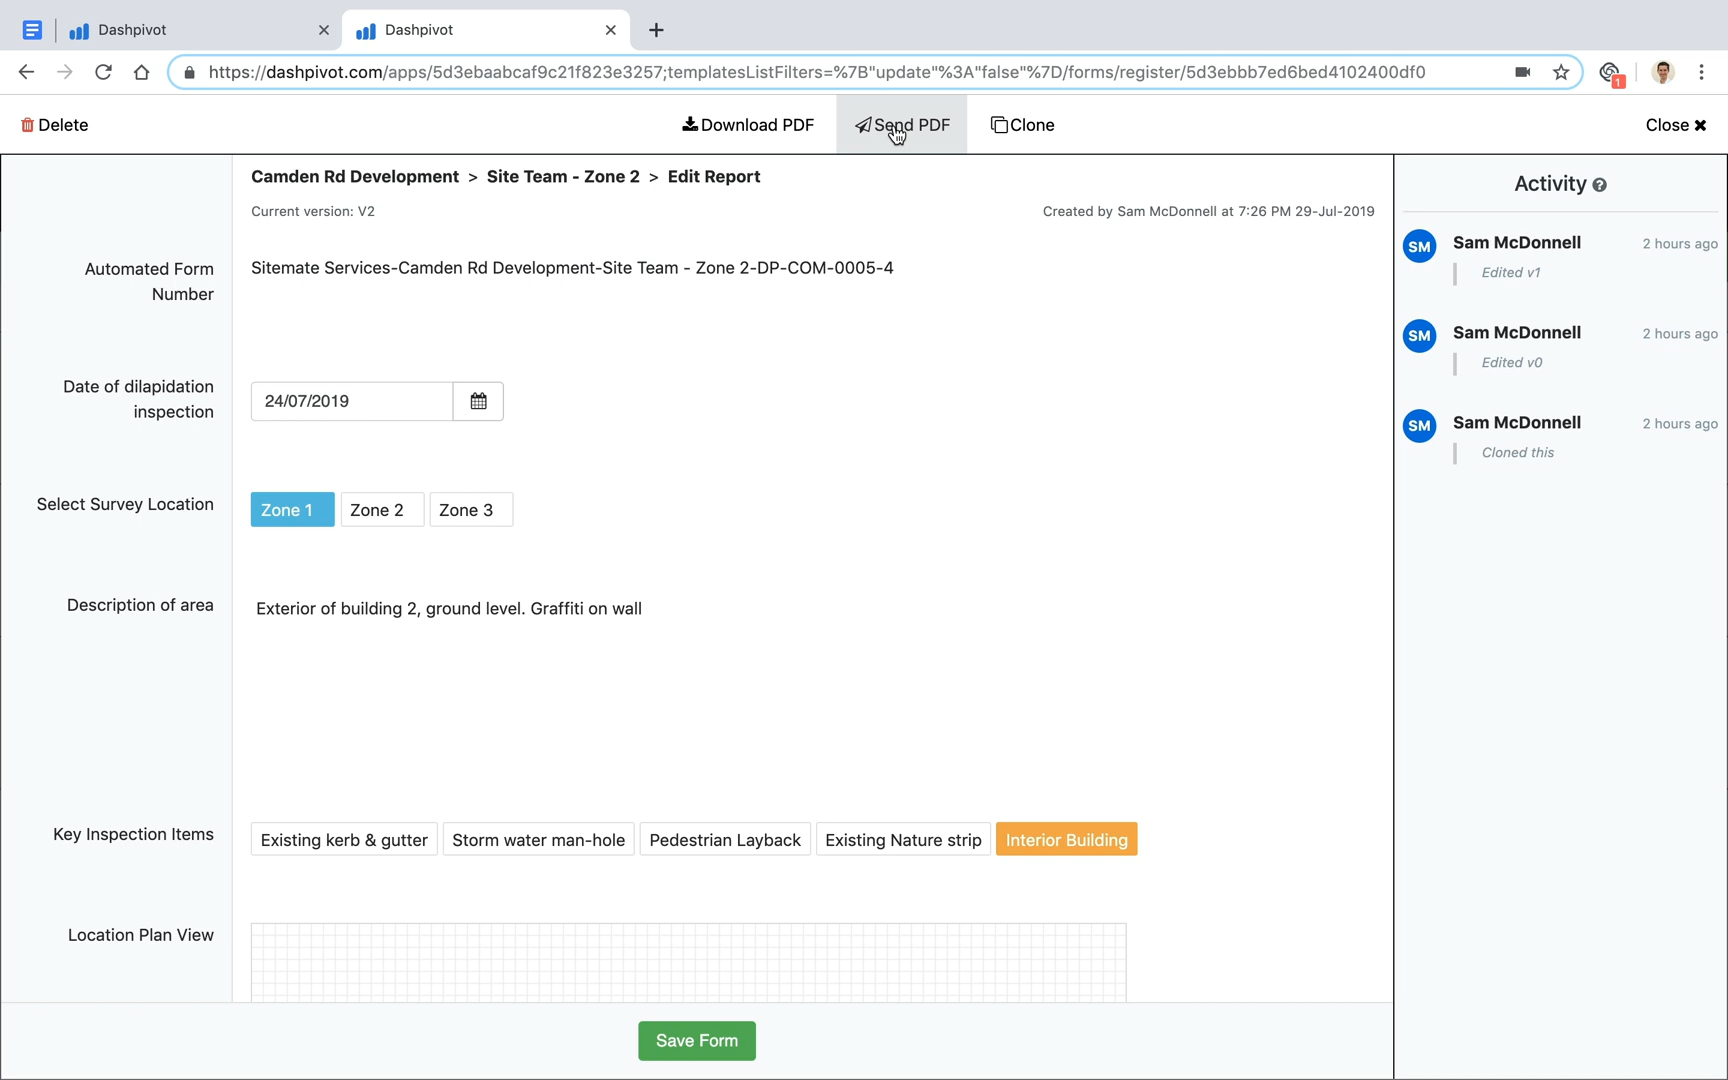 Dashpivot
Dashpivot
https://dashpivot.com/apps/5d3ebaabcaf9c21f823e3257;templatesListFilters=%7B"update"%3A"false"%7D/forms/register/5d3ebbb7ed6bed4102400df0
1
Delete
Download PDF
Send PDF
Clone
Close
Camden Rd Development > Site Team - Zone 2 > Edit Report
Current version: V2
Created by Sam McDonnell at 7:26 PM 29-Jul-2019
Automated Form
Number
Sitemate Services-Camden Rd Development-Site Team - Zone 2-DP-COM-0005-4
Date of dilapidation
inspection
24/07/2019
Select Survey Location
Zone 1
Zone 2
Zone 3
Description of area
Exterior of building 2, ground level. Graffiti on wall
Key Inspection Items
Existing kerb & gutter
Storm water man-hole
Pedestrian Layback
Existing Nature strip
Interior Building
Location Plan View
Save Form
Activity ?
SM
Sam McDonnell
2 hours ago
Edited v1
SM
Sam McDonnell
2 hours ago
Edited v0
SM
Sam McDonnell
2 hours ago
Cloned this